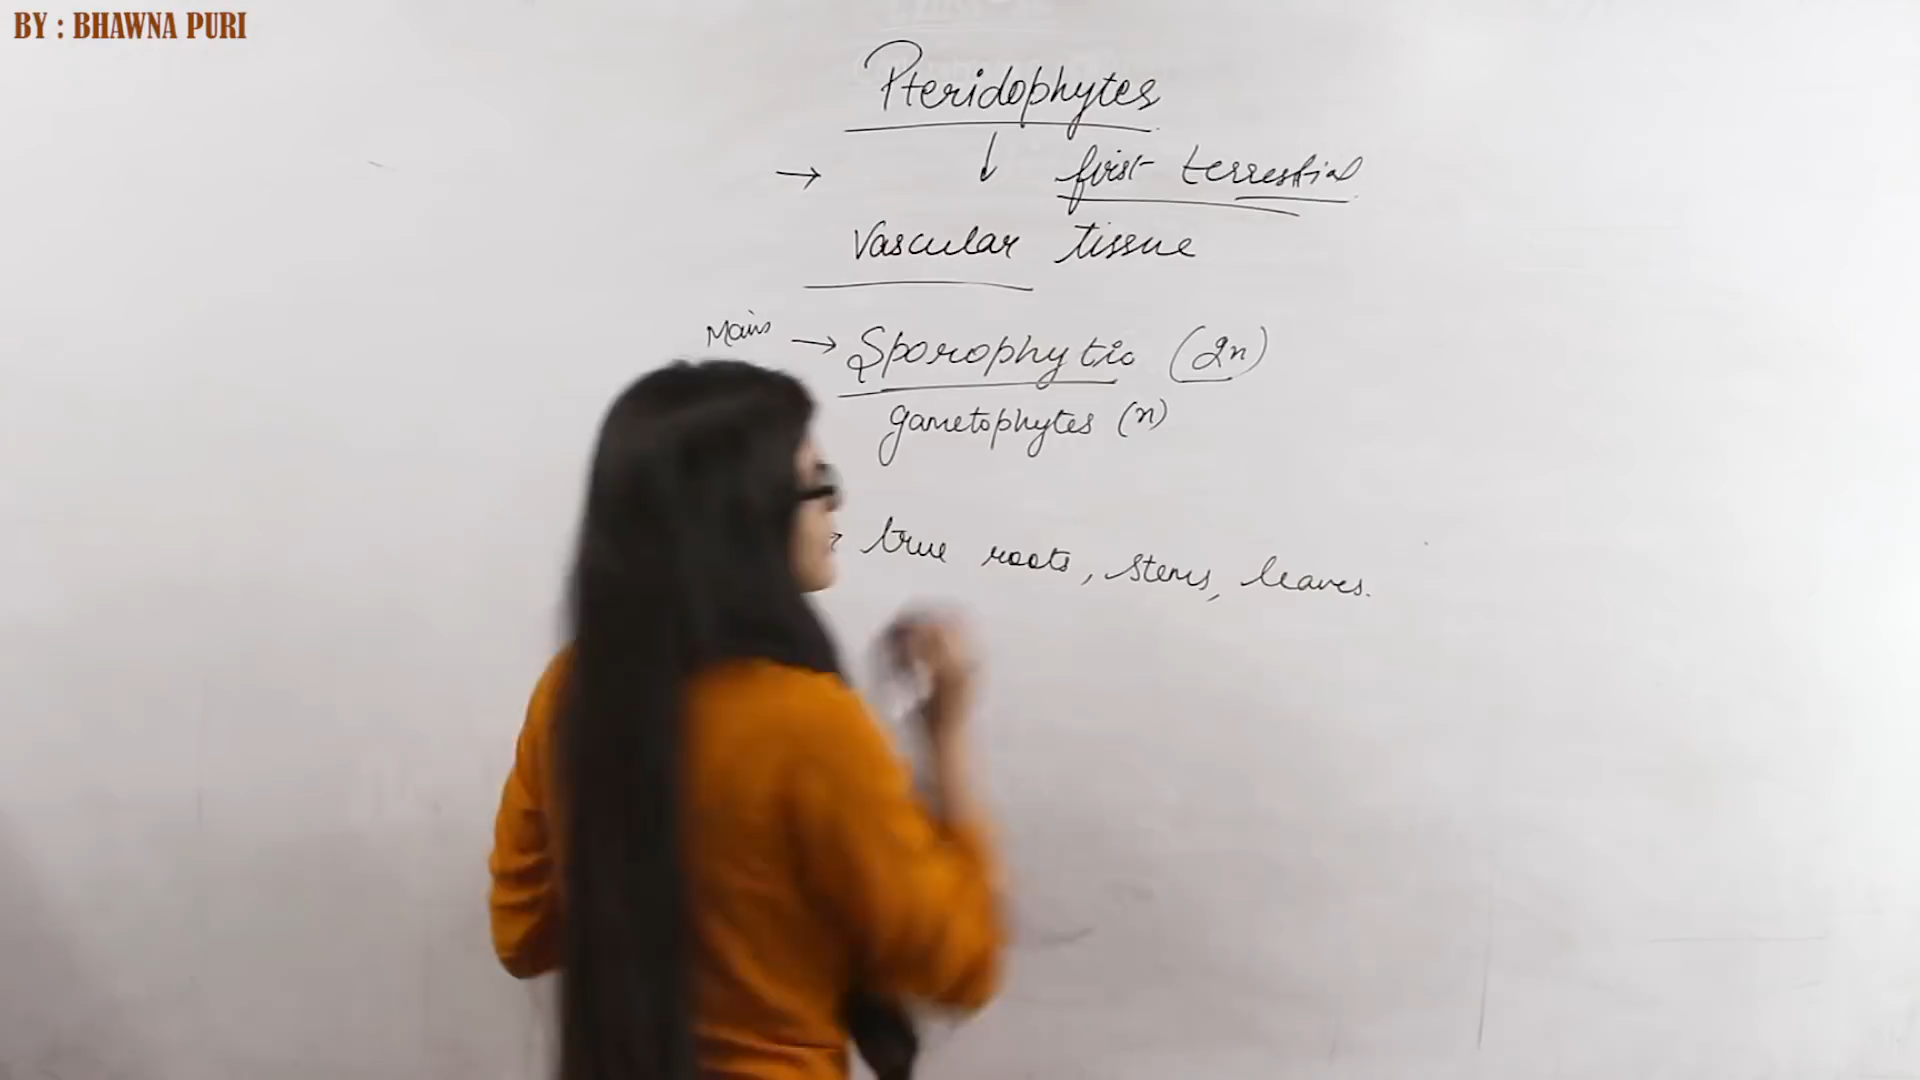 BY : BHAWNA PURI
Pteridophytes
→ ↓ first terrestial
Vascular tissue
Main → Sporophytic (2n)
gametophytes (n)
true roots, stems, leaves.